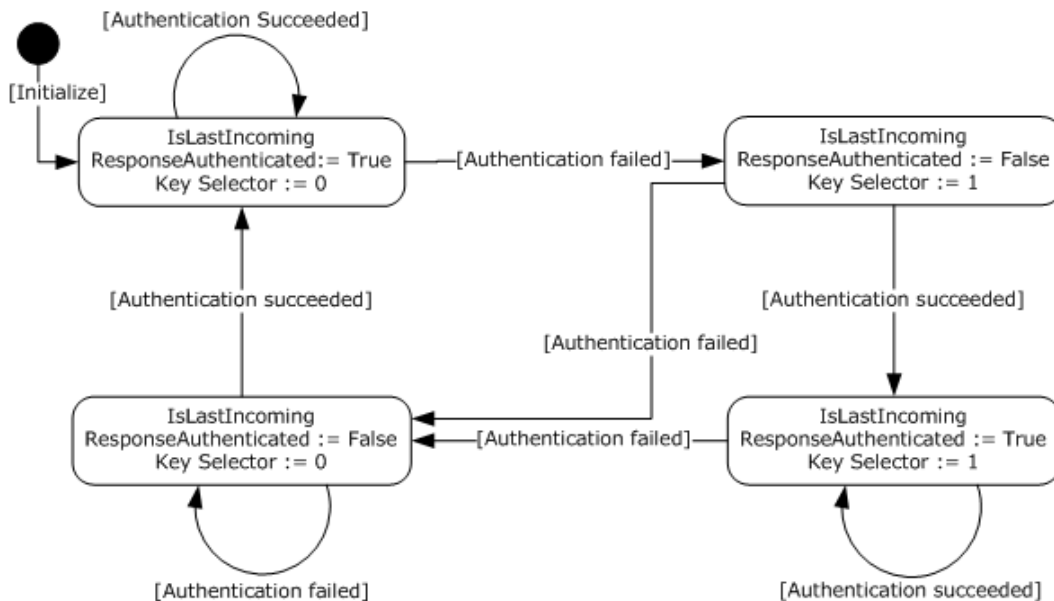 [Authentication Succeeded]
[Initialize]
IsLastIncoming
ResponseAuthenticated:= True
Key Selector := 0
[Authentication failed]
IsLastIncoming
ResponseAuthenticated := False
Key Selector := 1
[Authentication succeeded]
[Authentication succeeded]
[Authentication failed]
IsLastIncoming
ResponseAuthenticated := False
Key Selector := 0
[Authentication failed]
IsLastIncoming
ResponseAuthenticated := True
Key Selector := 1
[Authentication failed]
[Authentication succeeded]